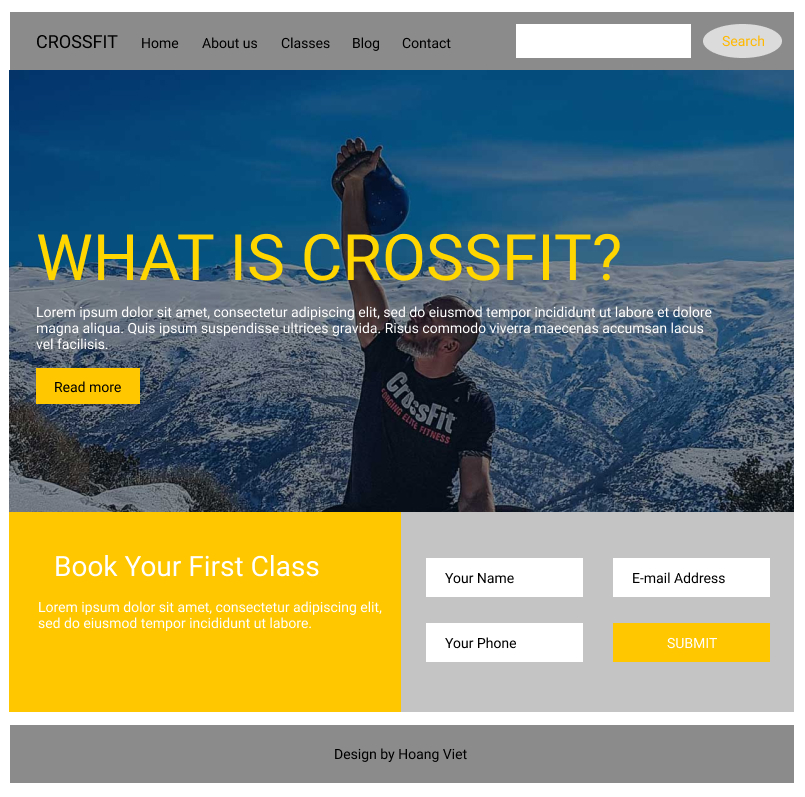 CROSSFIT Home About us Classes Blog Contact Search
WHAT IS CROSSFIT?
Lorem ipsum dolor sit amet, consectetur adipiscing elit, sed do eiusmod tempor incididunt ut labore et dolore
magna aliqua. Quis ipsum suspendisse ultrices gravida. Risus commodo viverra maecenas accumsan lacus
vel facilisis.
Read more
CrossFit
FORGING ELITE FITNESS
Book Your First Class
Lorem ipsum dolor sit amet, consectetur adipiscing elit,
sed do eiusmod tempor incididunt ut labore.
Your Name
E-mail Address
Your Phone
SUBMIT
Design by Hoang Viet